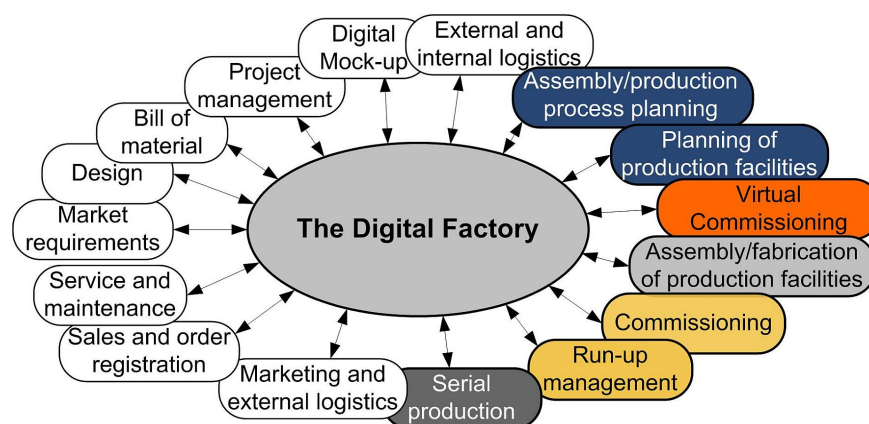 Digital
Mock-up
External and
internal logistics
Project
management
Assembly/production
process planning
Bill of
material
Planning of
production facilities
Design
Virtual
Commissioning
Market
requirements
The Digital Factory
Assembly/fabrication
of production facilities
Service and
maintenance
Commissioning
Sales and order
registration
Run-up
management
Marketing and
external logistics
Serial
production